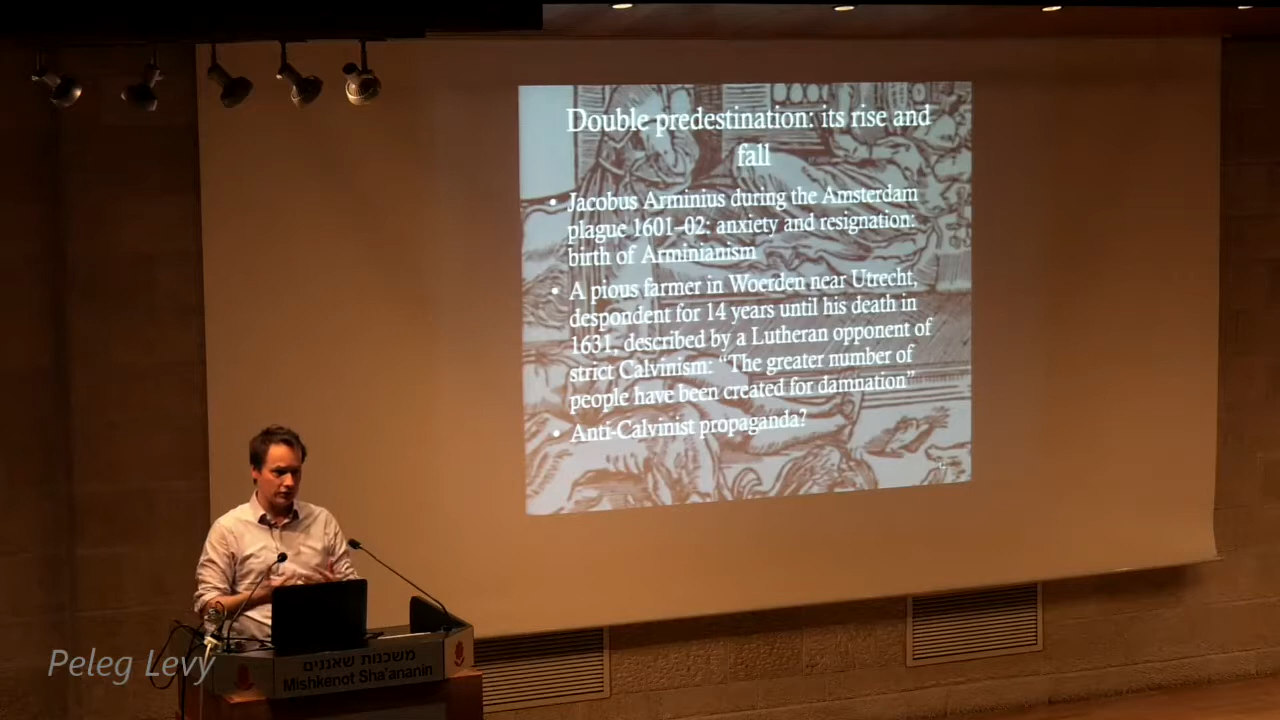 Double predestination: its rise and
fall
• Jacobus Arminius during the Amsterdam
plague 1601–02: anxiety and resignation:
birth of Arminianism
• A pious farmer in Woerden near Utrecht,
despondent for 14 years until his death in
1631, described by a Lutheran opponent of
strict Calvinism: “The greater number of
people have been created for damnation”
• Anti-Calvinist propaganda?
משכנות שאננים
Mishkenot Sha'ananin
Peleg Levy